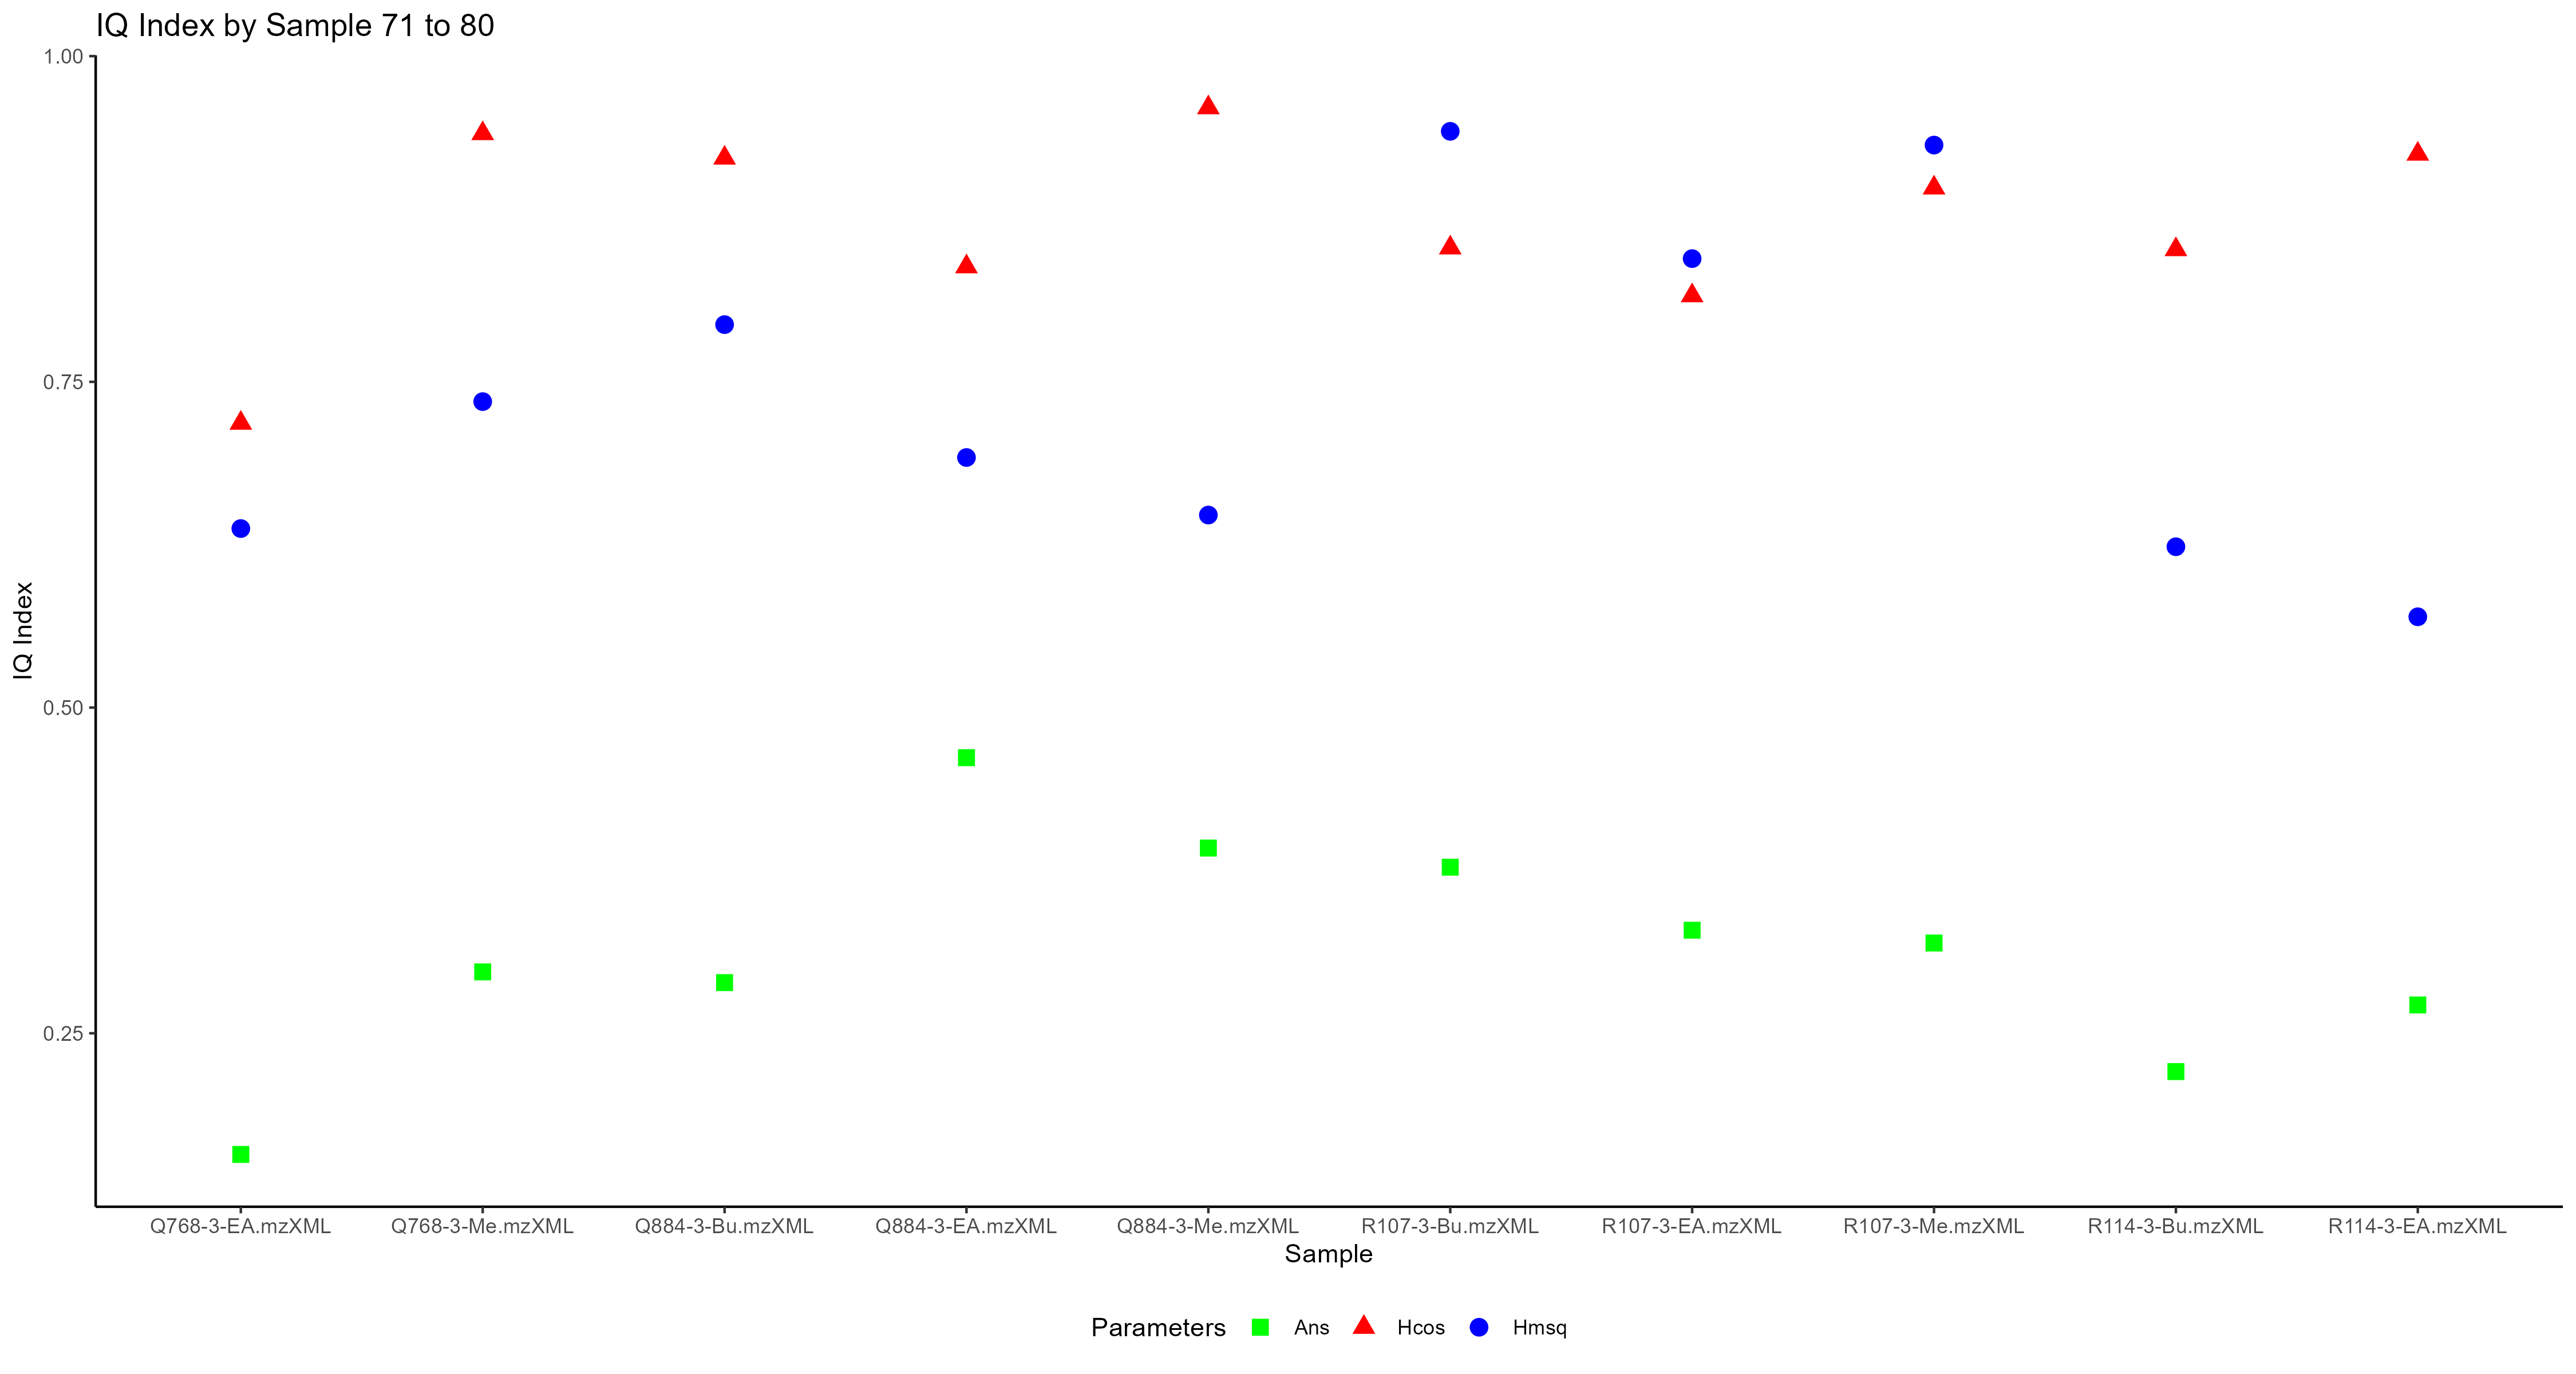 IQ Index by Sample 71 to 80
1.00
0.75
0.50
0.25
IQ Index
Q768-3-EA.mzXML Q768-3-Me.mzXML Q884-3-Bu.mzXML Q884-3-EA.mzXML Q884-3-Me.mzXML R107-3-Bu.mzXML R107-3-EA.mzXML R107-3-Me.mzXML R114-3-Bu.mzXML R114-3-EA.mzXML
Sample
Parameters Ans Hcos Hmsq